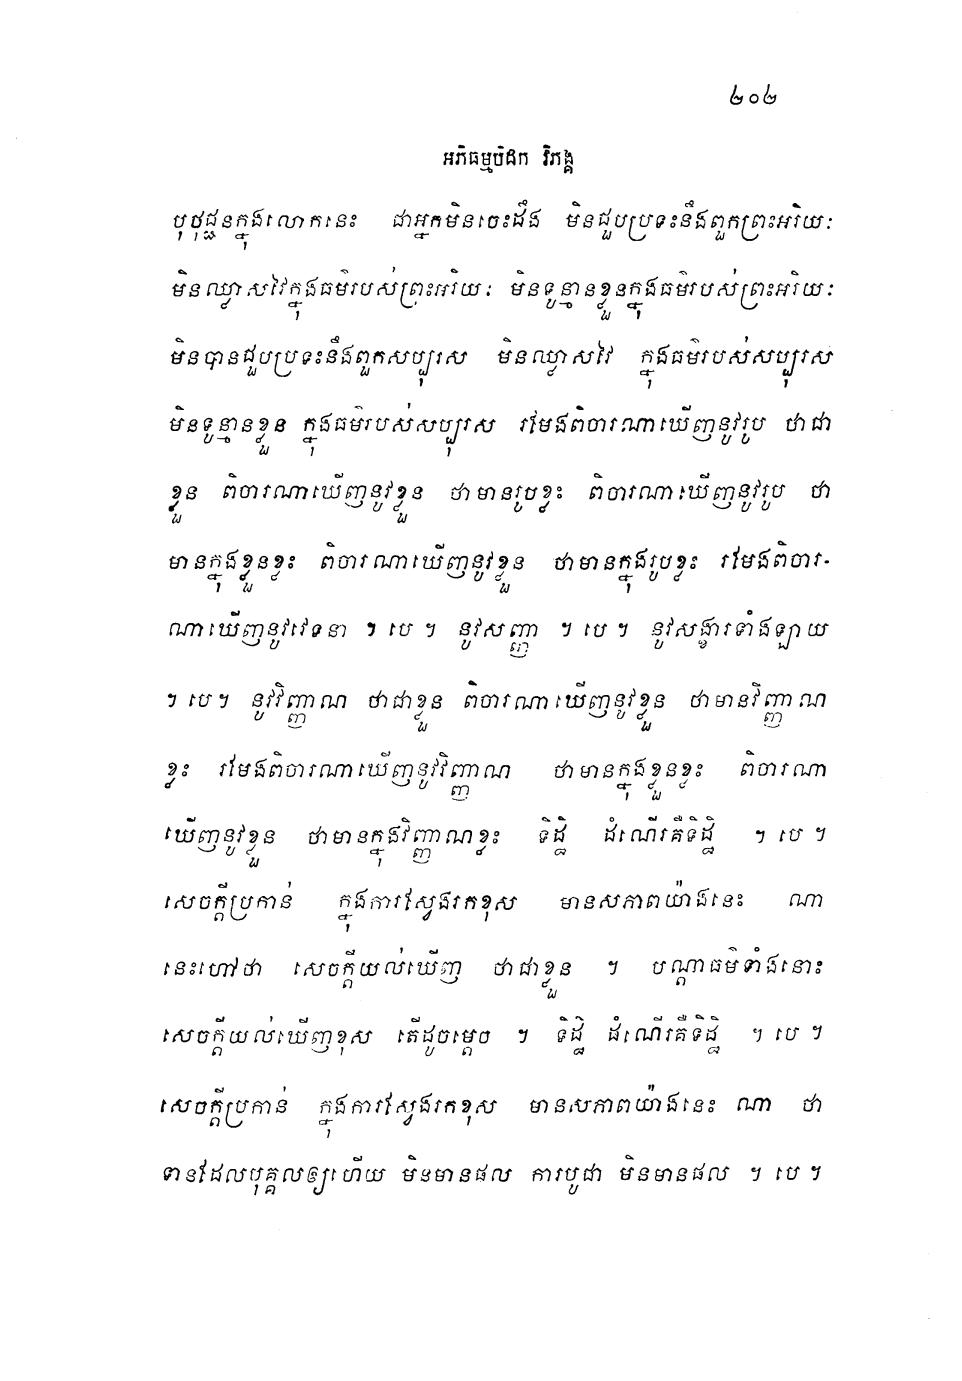 ២០២
អភិធម្មបិដក វិភង្គ
បុថុជ្ជនក្នុងលោកនេះ ជាអ្នកមិនចេះដឹង មិនជួបប្រទះនឹងពួកព្រះអរិយៈ
មិនឈ្លាសវៃក្នុងធម៌របស់ព្រះអរិយៈ មិនទូន្មានខ្លួនក្នុងធម៌របស់ព្រះអរិយៈ
មិនបានជួបប្រទះនឹងពួកសប្បុរស មិនឈ្លាសវៃ ក្នុងធម៌របស់សប្បុរស
មិនទូន្មានខ្លួន ក្នុងធម៌របស់សប្បុរស រមែងពិចារណាឃើញនូវរូប ថាជា
ខ្លួន ពិចារណាឃើញនូវខ្លួន ថាមានរូបខ្លះ ពិចារណាឃើញនូវរូប ថា
មានក្នុងខ្លួនខ្លះ ពិចារណាឃើញនូវខ្លួន ថាមានក្នុងរូបខ្លះ រមែងពិចារ-
ណាឃើញនូវវេទនា ។ បេ ។ នូវសញ្ញា ។ បេ ។ នូវសង្ខារទាំងឡាយ
។ បេ ។ នូវវិញ្ញាណ ថាជាខ្លួន ពិចារណាឃើញនូវខ្លួន ថាមានវិញ្ញាណ
ខ្លះ រមែងពិចារណាឃើញនូវវិញ្ញាណ ថាមានក្នុងខ្លួនខ្លះ ពិចារណា
ឃើញនូវខ្លួន ថាមានក្នុងវិញ្ញាណខ្លះ ទិដ្ឋិ ដំណើរគឺទិដ្ឋិ ។ បេ ។
សេចក្តីប្រកាន់ ក្នុងការស្វែងរកខុស មានសភាពយ៉ាងនេះ ណា
នេះហៅថា សេចក្តីយល់ឃើញ ថាជាខ្លួន ។ បណ្តាធម៌ទាំងនោះ
សេចក្តីយល់ឃើញខុស តើដូចម្តេច ។ ទិដ្ឋិ ដំណើរគឺទិដ្ឋិ ។ បេ ។
សេចក្តីប្រកាន់ ក្នុងការស្វែងរកខុស មានសភាពយ៉ាងនេះ ណា ថា
ទានដែលបុគ្គលឲ្យហើយ មិនមានផល ការបូជា មិនមានផល ។ បេ ។